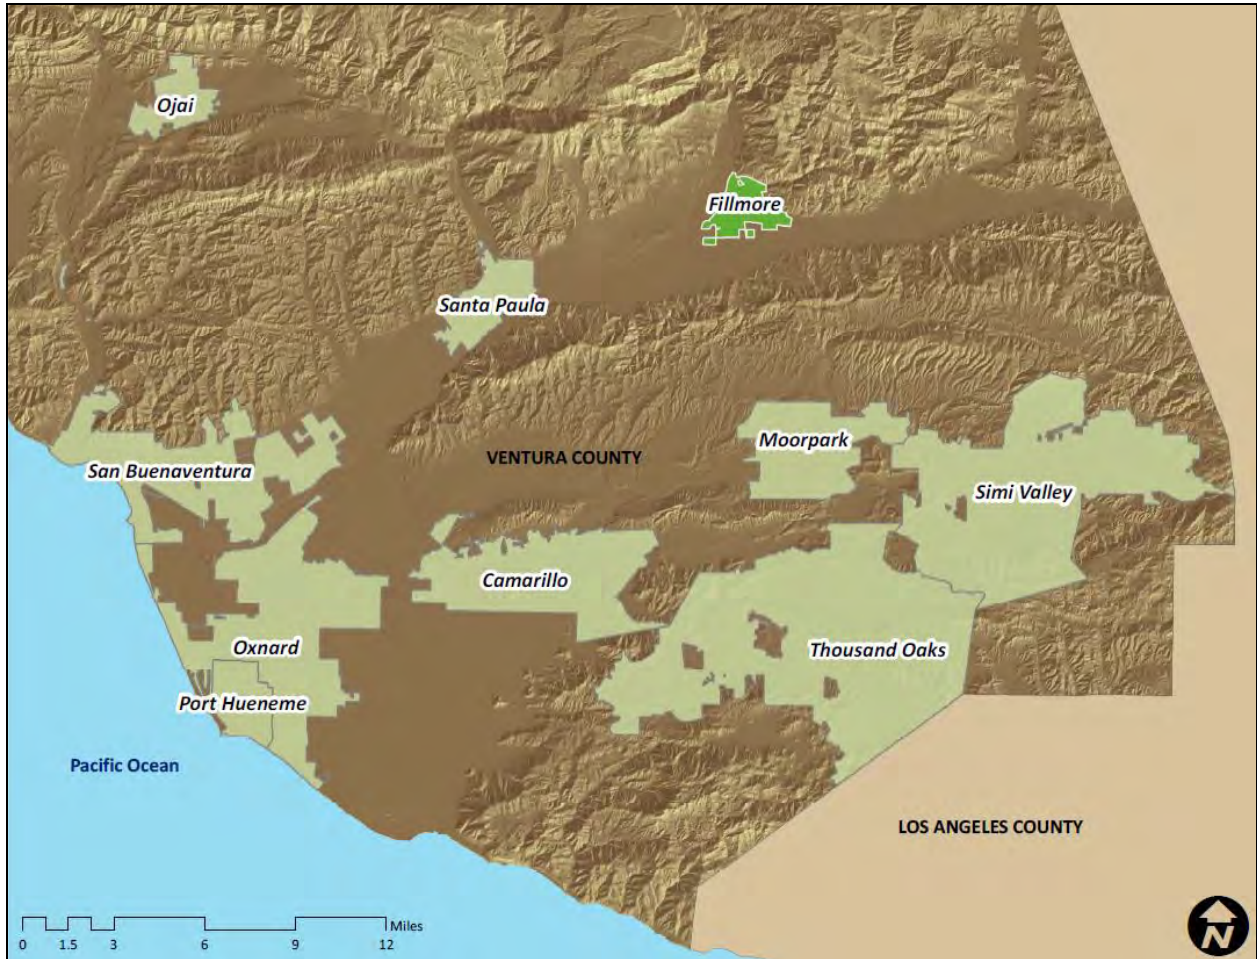 Ojai
Fillmore
Santa Paula
Moorpark
San Buenaventura
VENTURA COUNTY
Simi Valley
Camarillo
Oxnard
Thousand Oaks
Port Hueneme
Pacific Ocean
LOS ANGELES COUNTY
Miles
0 1.5 3 6 9 12
N